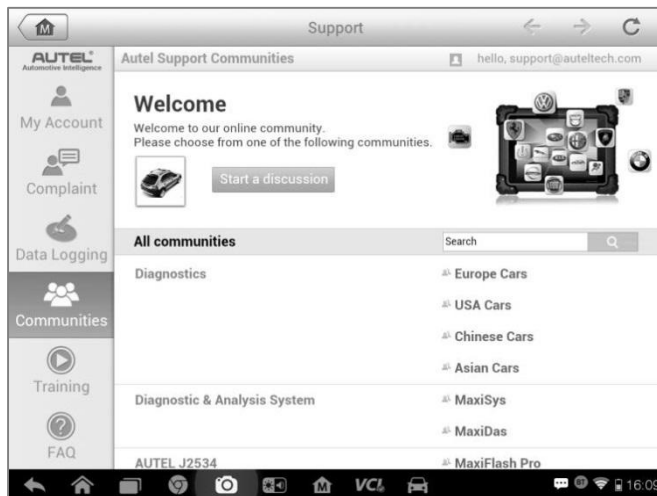 M
Support
AUTEL®
Automotive Intelligence
Autel Support Communities
hello, support@auteltech.com
My Account
Complaint
Data Logging
Communities
Training
FAQ
Welcome
Welcome to our online community.
Please choose from one of the following communities.
Start a discussion
All communities
Search
Diagnostics
Europe Cars
USA Cars
Chinese Cars
Asian Cars
Diagnostic & Analysis System
MaxiSys
MaxiDas
AUTEL J2534
MaxiFlash Pro
M
VCI
BT
16:09